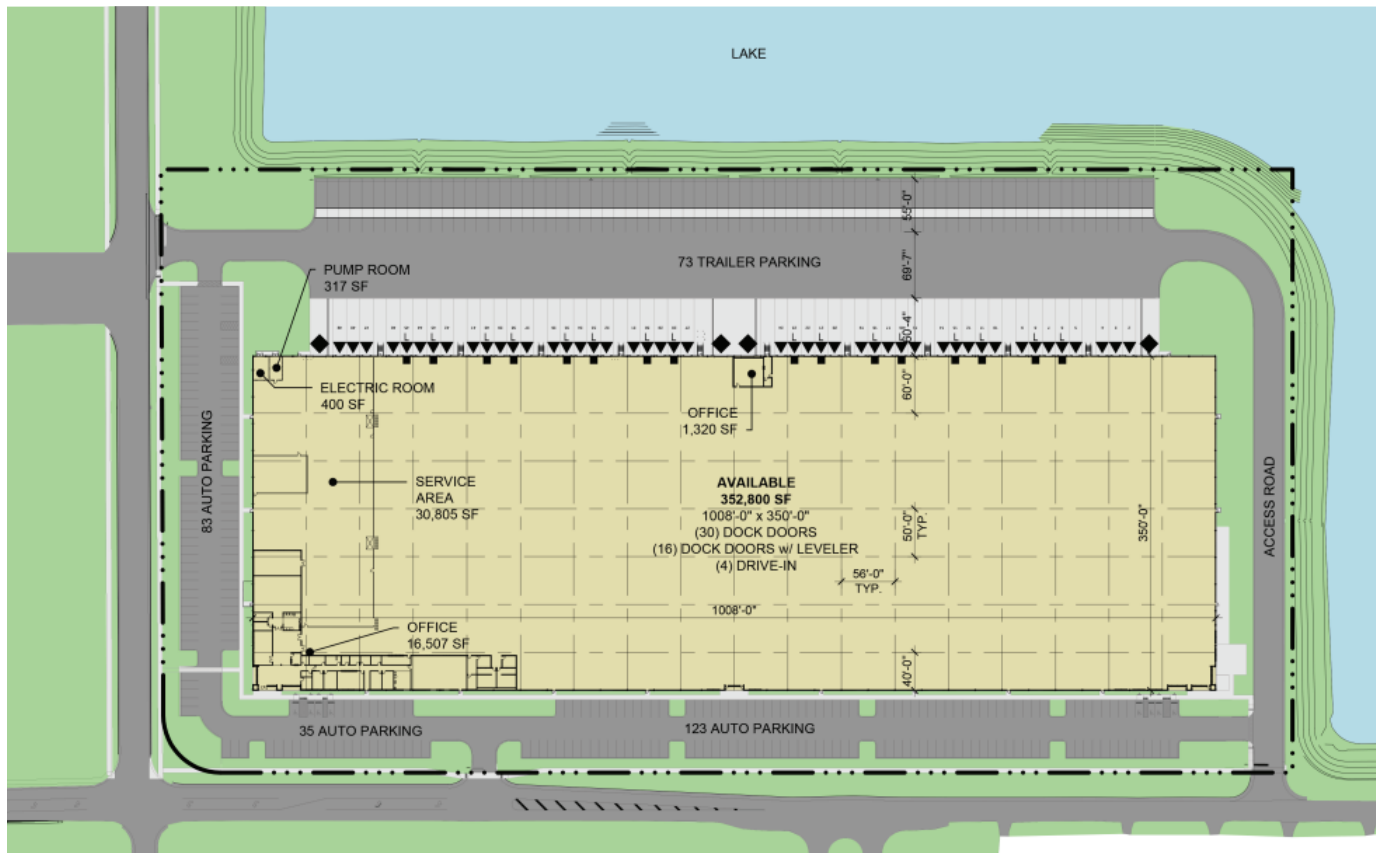 LAKE
55'-0"
73 TRAILER PARKING
69'-7"
PUMP ROOM
317 SF
60'-4"
ELECTRIC ROOM
400 SF
60'-0"
OFFICE
1,320 SF
83 AUTO PARKING
SERVICE
AREA
30,805 SF
AVAILABLE
352,800 SF
1008'-0" x 350'-0"
(30) DOCK DOORS
(16) DOCK DOORS w/ LEVELER
(4) DRIVE-IN
50'-0"
TYP.
350'-0"
ACCESS ROAD
56'-0"
TYP.
1008'-0"
OFFICE
16,507 SF
40'-0"
35 AUTO PARKING
123 AUTO PARKING